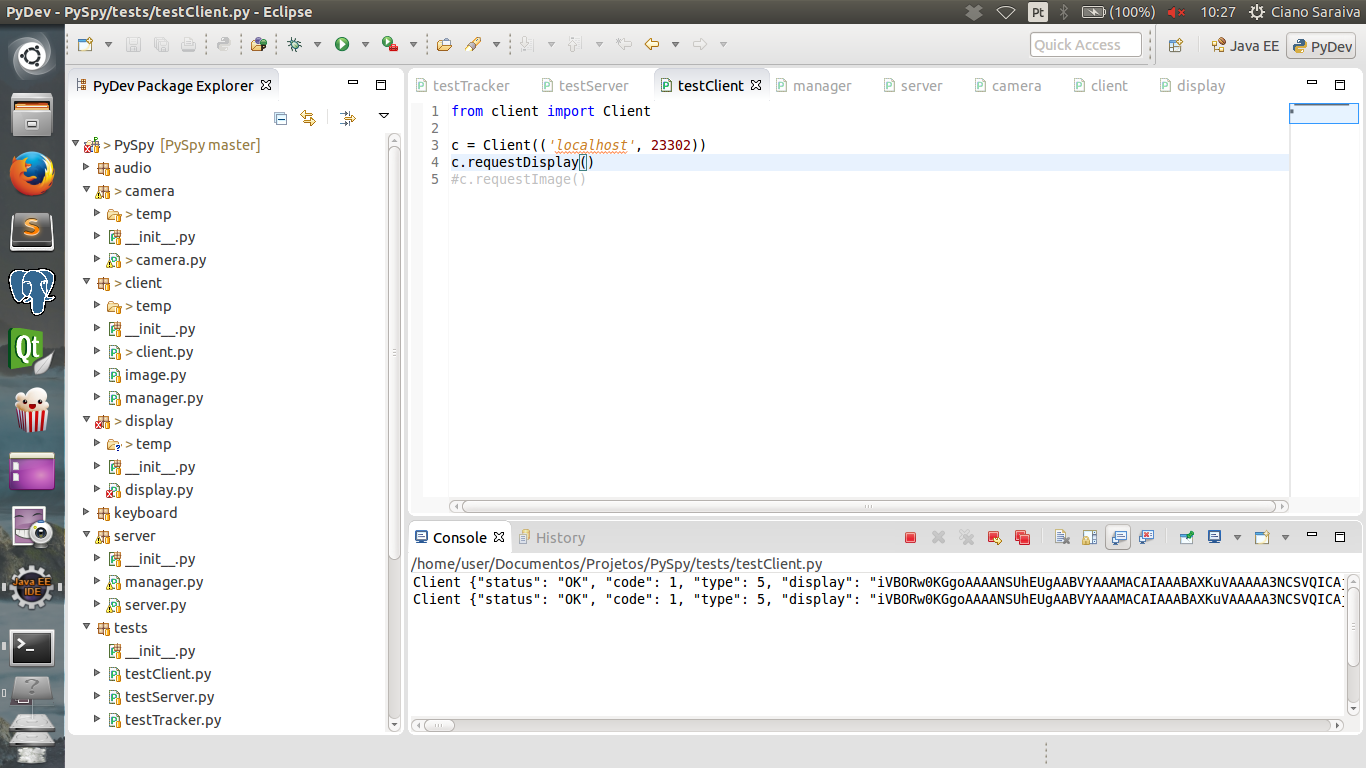 PyDev - PySpy/tests/testClient.py - Eclipse
Pt (100%) 10:27 Ciano Saraiva
Quick Access Java EE PyDev
PyDev Package Explorer
> PySpy [PySpy master]
audio
> camera
> temp
__init__.py
> camera.py
> client
> temp
__init__.py
> client.py
image.py
manager.py
> display
> temp
__init__.py
display.py
keyboard
server
__init__.py
manager.py
server.py
tests
__init__.py
testClient.py
testServer.py
testTracker.py
testTracker testServer testClient manager server camera client display
1 from client import Client
2
3 c = Client(('localhost', 23302))
4 c.requestDisplay()
5 #c.requestImage()
Console History
/home/user/Documentos/Projetos/PySpy/tests/testClient.py
Client {"status": "OK", "code": 1, "type": 5, "display": "iVBORw0KGgoAAAANSUhEUgAABVYAAAMACAIAAABAXKuVAAAAA3NCSVQICAj
Client {"status": "OK", "code": 1, "type": 5, "display": "iVBORw0KGgoAAAANSUhEUgAABVYAAAMACAIAAABAXKuVAAAAA3NCSVQICAj
Qt
S
Java EE
IDE
>_